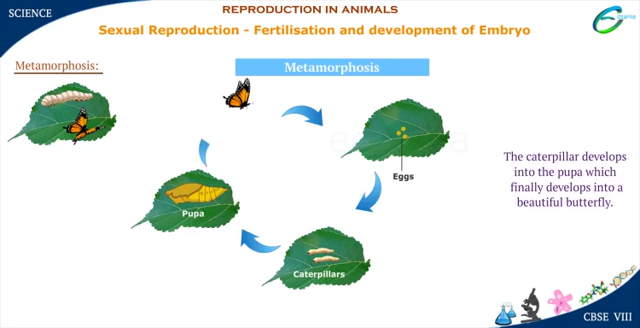 SCIENCE
REPRODUCTION IN ANIMALS
Sexual Reproduction - Fertilisation and development of Embryo
Metamorphosis:
Metamorphosis
Eggs
The caterpillar develops
into the pupa which
finally develops into a
beautiful butterfly.
Pupa
Caterpillars
CBSE VIII